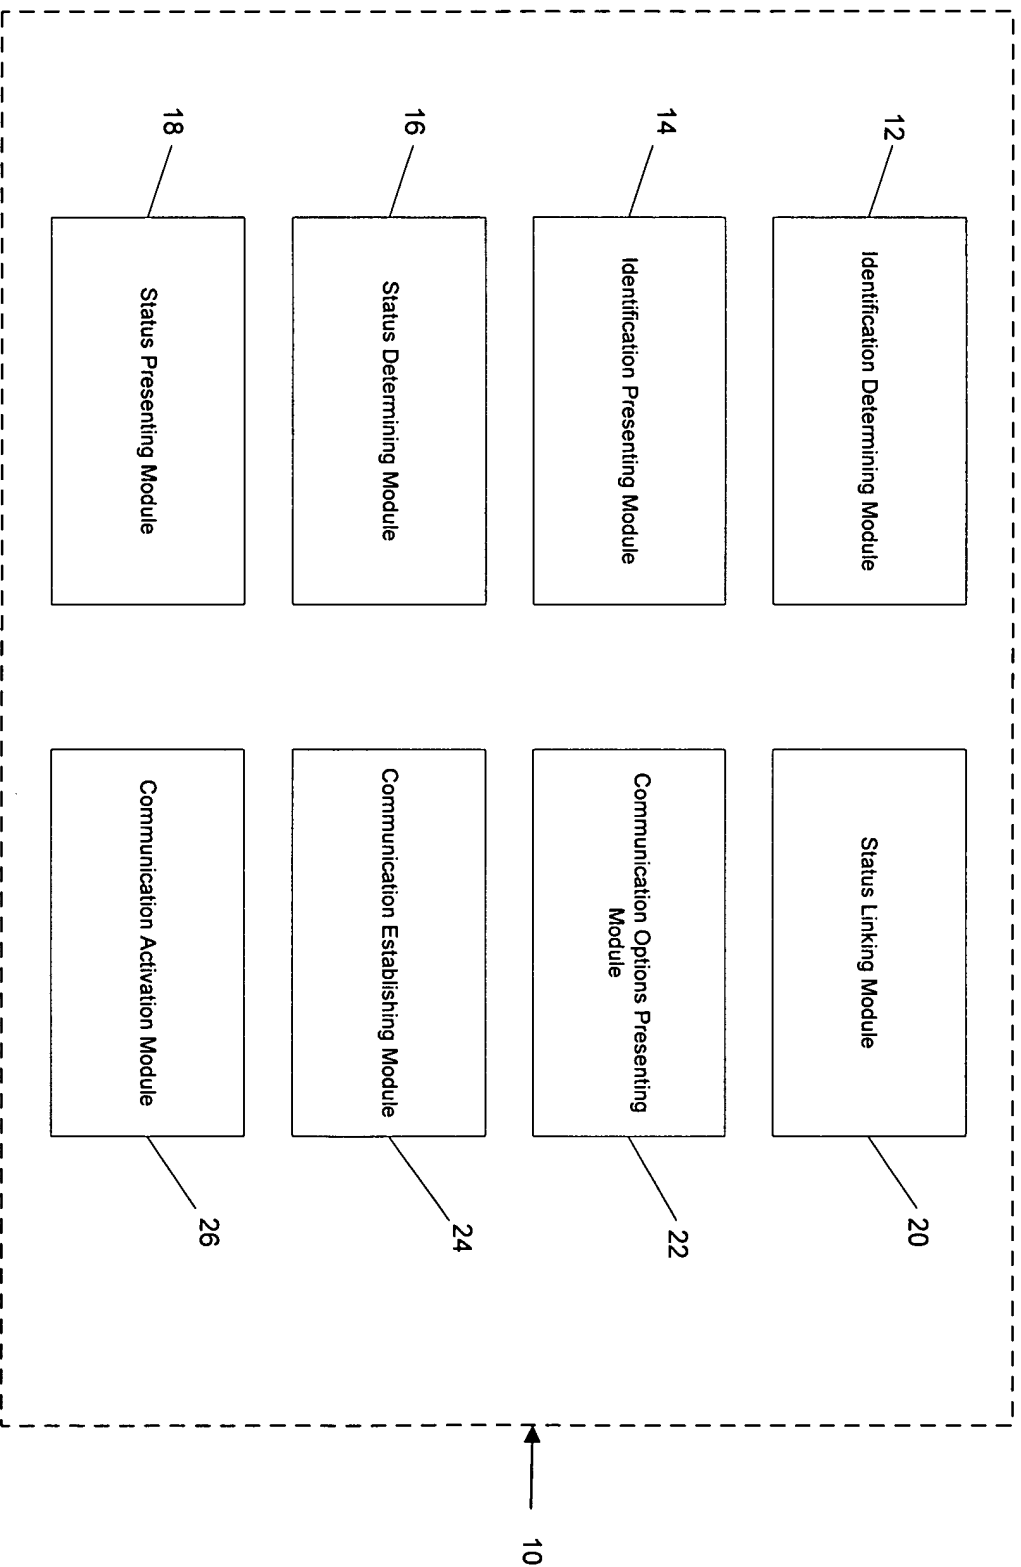 12
Identification Determining Module
14
Identification Presenting Module
16
Status Determining Module
18
Status Presenting Module
Status Linking Module
20
Communication Options Presenting
Module
22
Communication Establishing Module
24
Communication Activation Module
26
10